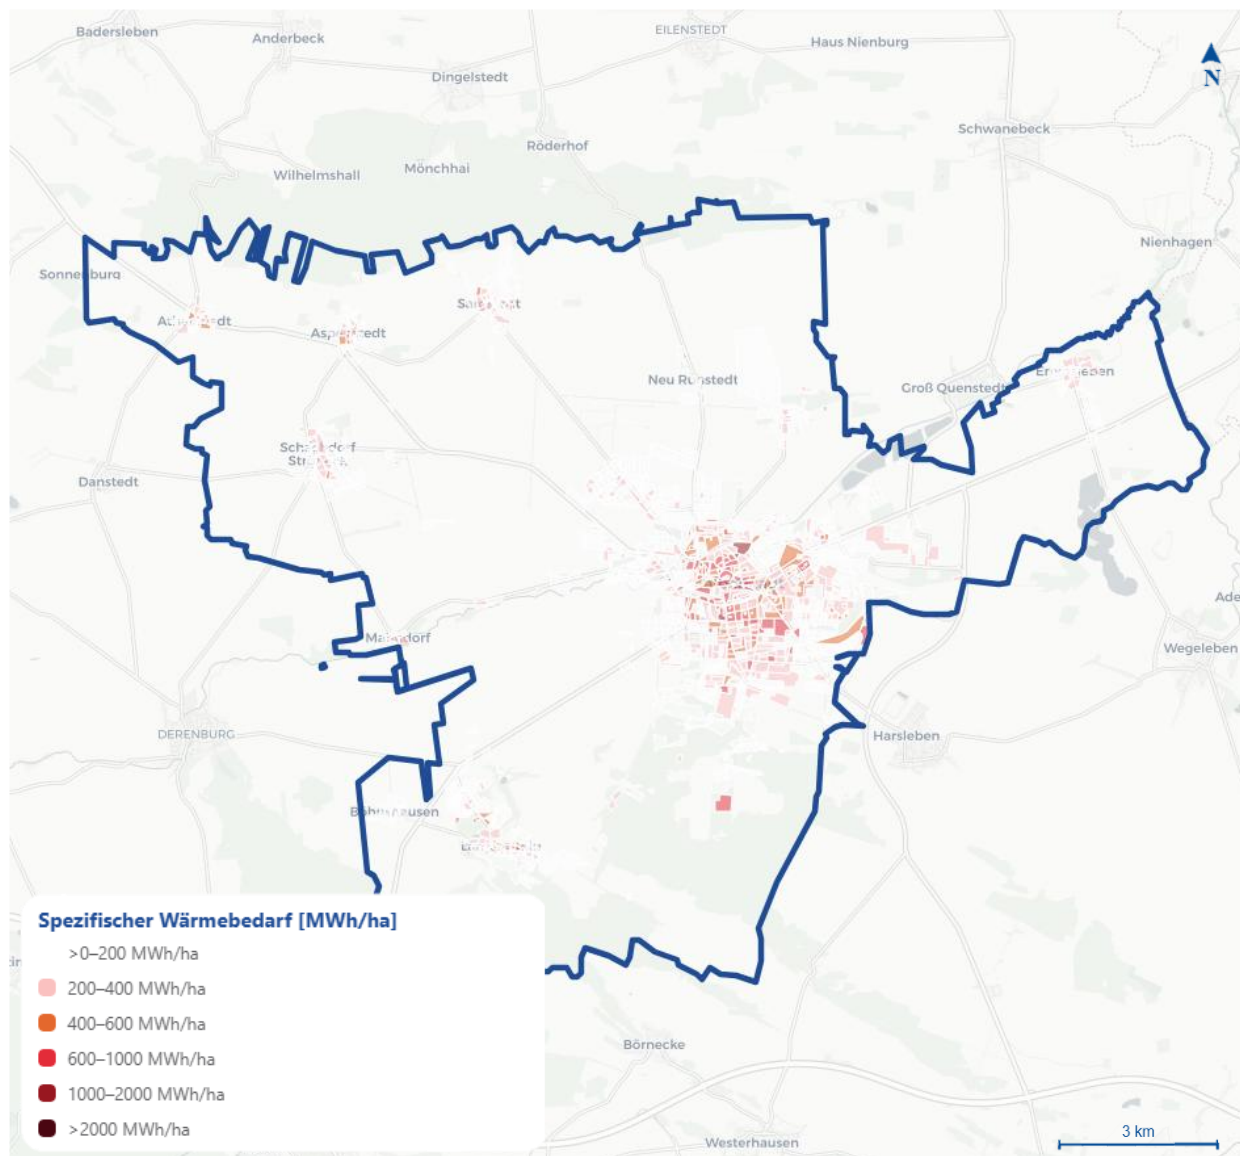 Badersleben
Anderbeck
EILENSTEDT
Haus Nienburg
Dingelstedt
N
Schwanebeck
Röderhof
Mönchhai
Wilhelmshall
Nienhagen
Sonnenburg
Neu Runstedt
Groß Quenstedt
Danstedt
Ade
Wegeleben
DERENBURG
Harsleben
Spezifischer Wärmebedarf [MWh/ha]
>0–200 MWh/ha
200–400 MWh/ha
400–600 MWh/ha
600–1000 MWh/ha
1000–2000 MWh/ha
>2000 MWh/ha
Börnecke
3 km
Westerhausen